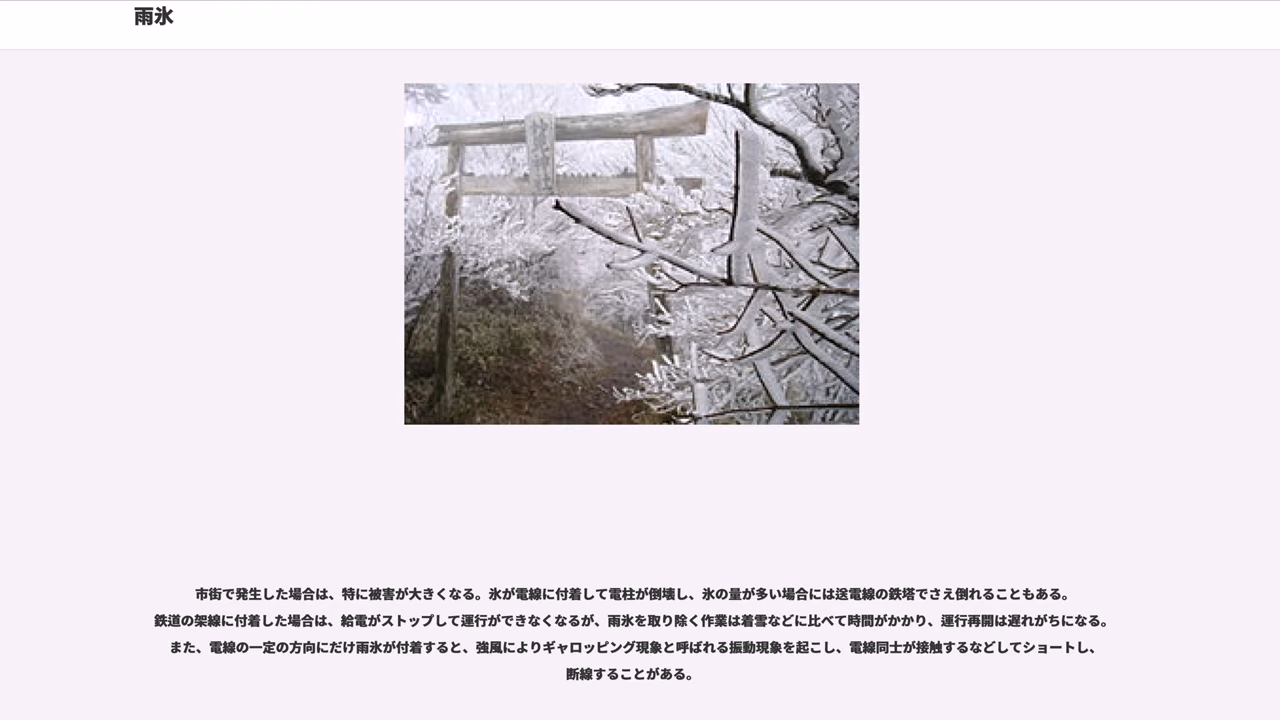 雨氷
市街で発生した場合は、特に被害が大きくなる。氷が電線に付着して電柱が倒壊し、氷の量が多い場合には送電線の鉄塔でさえ倒れることもある。
鉄道の架線に付着した場合は、給電がストップして運行ができなくなるが、雨氷を取り除く作業は着雪などに比べて時間がかかり、運行再開は遅れがちになる。
また、電線の一定の方向にだけ雨氷が付着すると、強風によりギャロッピング現象と呼ばれる振動現象を起こし、電線同士が接触するなどしてショートし、
断線することがある。